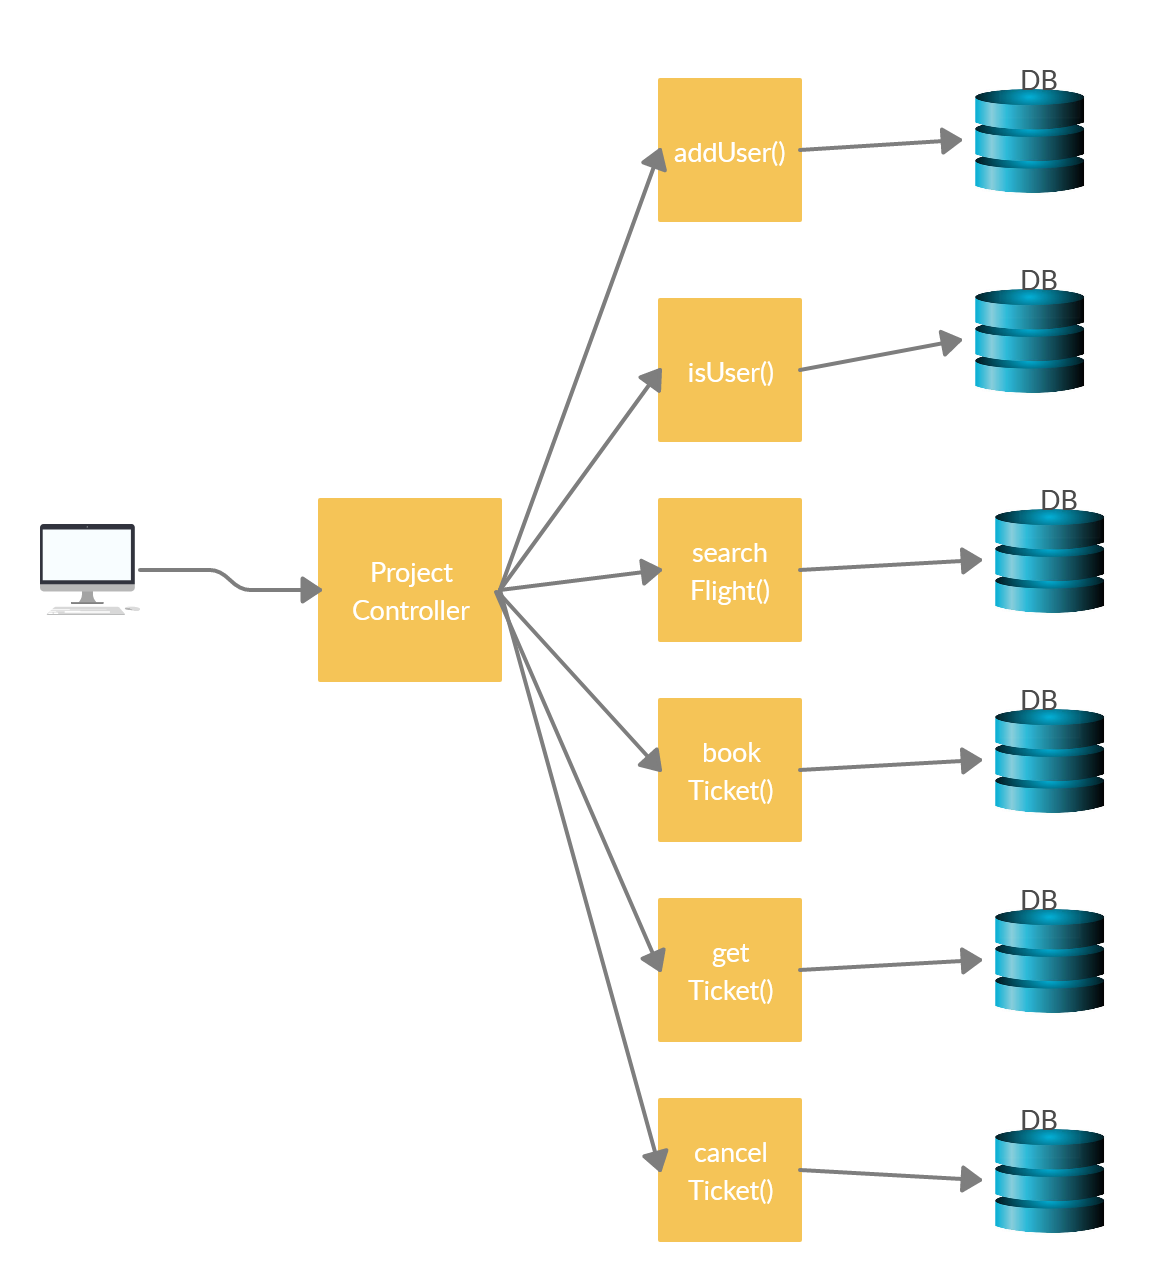 DB
addUser()
DB
isUser()
DB
search
Flight()
Project
Controller
DB
book
Ticket()
DB
get
Ticket()
DB
cancel
Ticket()